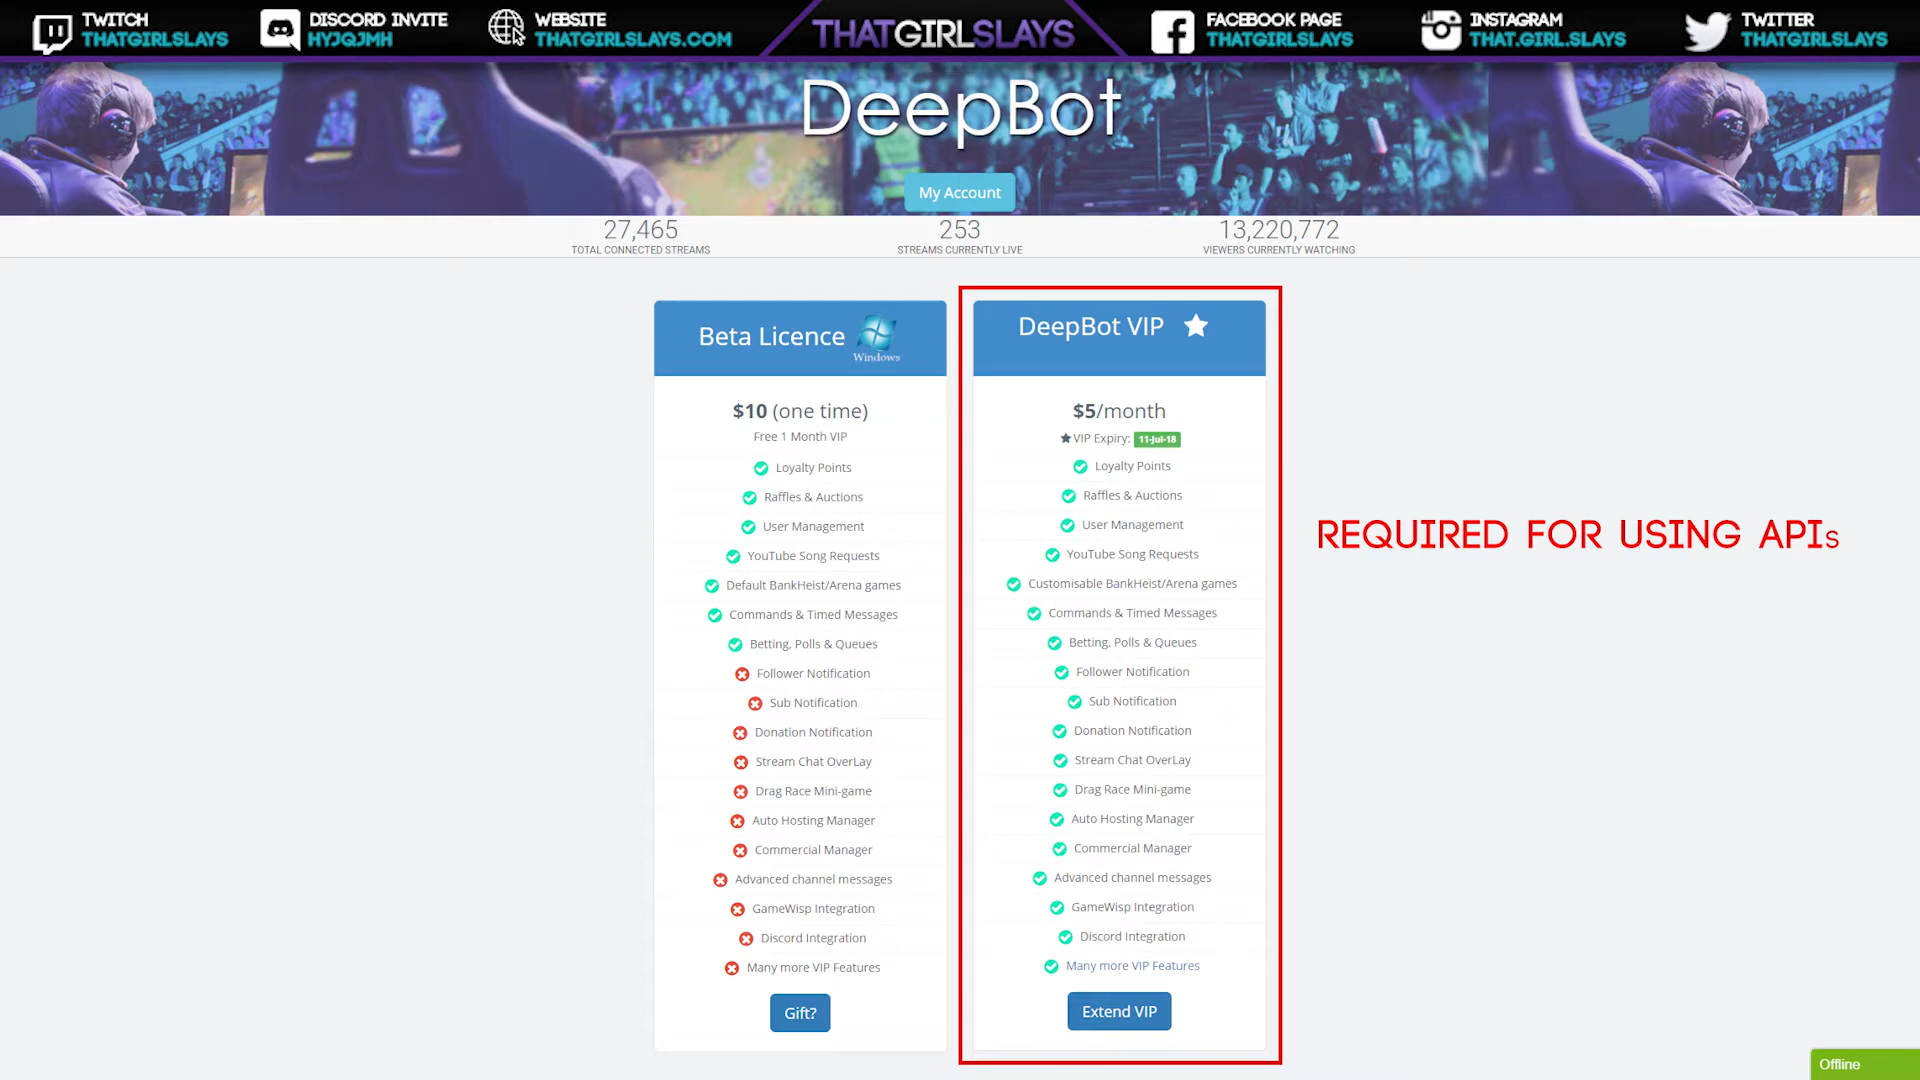 TWITCH
THATGIRLSLAYS
DISCORD INVITE
HYJQJMH
WEBSITE
THATGIRLSLAYS.COM
THATGIRLSLAYS
FACEBOOK PAGE
THATGIRLSLAYS
INSTAGRAM
THAT.GIRL.SLAYS
TWITTER
THATGIRLSLAYS
DeepBot
My Account
27,465
TOTAL CONNECTED STREAMS
253
STREAMS CURRENTLY LIVE
13,220,772
VIEWERS CURRENTLY WATCHING
Beta Licence
Windows
$10 (one time)
Free 1 Month VIP
Loyalty Points
Raffles & Auctions
User Management
YouTube Song Requests
Default BankHeist/Arena games
Commands & Timed Messages
Betting, Polls & Queues
Follower Notification
Sub Notification
Donation Notification
Stream Chat OverLay
Drag Race Mini-game
Auto Hosting Manager
Commercial Manager
Advanced channel messages
GameWisp Integration
Discord Integration
Many more VIP Features
Gift?
DeepBot VIP
$5/month
VIP Expiry: 11-Jul-18
Loyalty Points
Raffles & Auctions
User Management
YouTube Song Requests
Customisable BankHeist/Arena games
Commands & Timed Messages
Betting, Polls & Queues
Follower Notification
Sub Notification
Donation Notification
Stream Chat OverLay
Drag Race Mini-game
Auto Hosting Manager
Commercial Manager
Advanced channel messages
GameWisp Integration
Discord Integration
Many more VIP Features
Extend VIP
REQUIRED FOR USING APIs
Offline